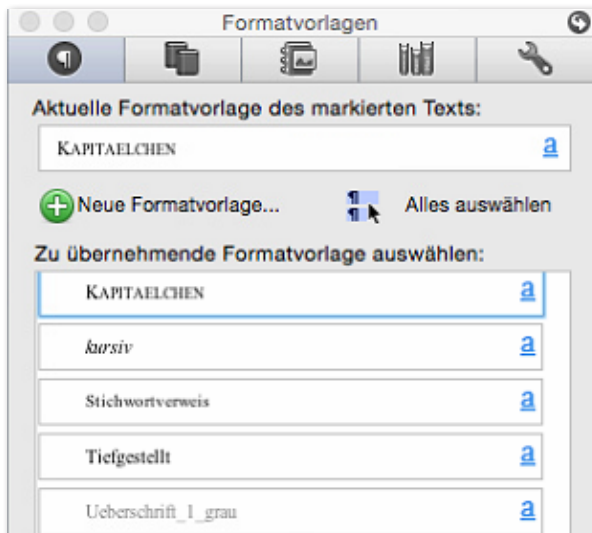 Formatvorlagen
Aktuelle Formatvorlage des markierten Texts:
KAPITAELCHEN a
Neue Formatvorlage... Alles auswählen
Zu übernehmende Formatvorlage auswählen:
KAPITAELCHEN a
kursiv a
Stichwortverweis a
Tiefgestellt a
Ueberschrift_1_grau a